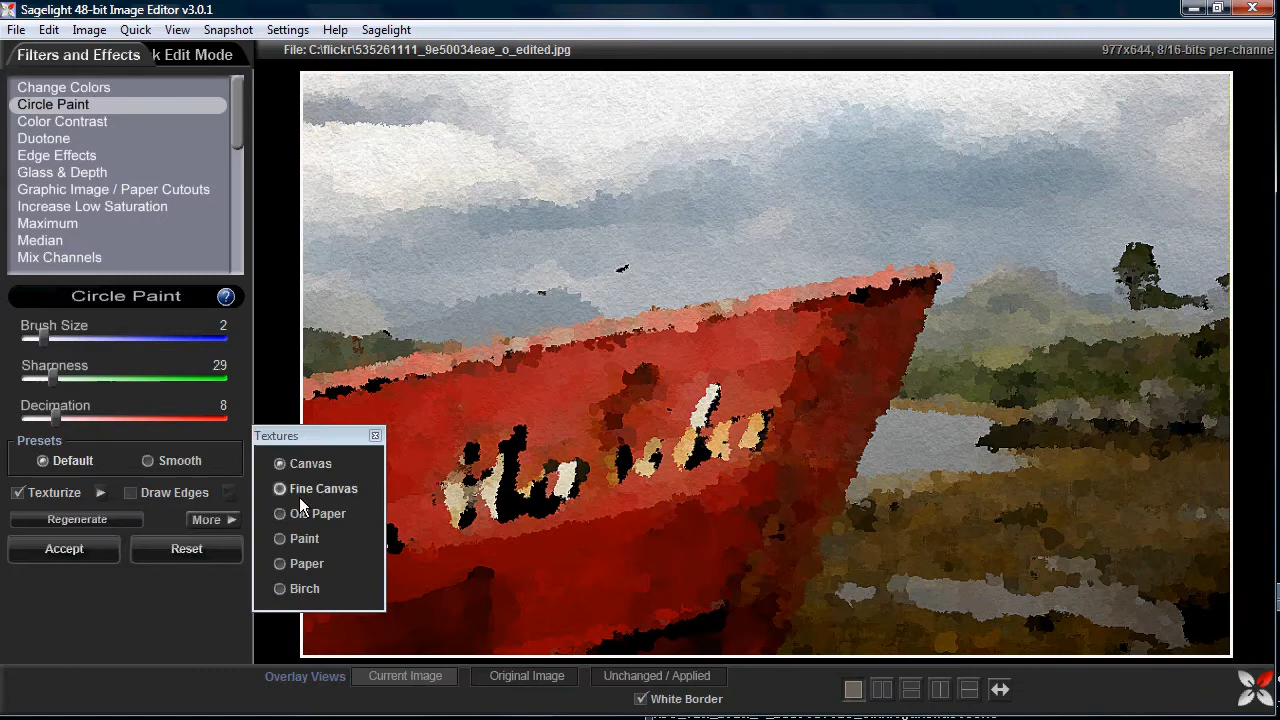 Sagelight 48-bit Image Editor v3.0.1
File Edit Image Quick View Snapshot Settings Help Sagelight
Filters and Effects k Edit Mode
File: C:\flickr\535261111_9e50034eae_o_edited.jpg
977x644, 8/16-bits per-channe
Change Colors
Circle Paint
Color Contrast
Duotone
Edge Effects
Glass & Depth
Graphic Image / Paper Cutouts
Increase Low Saturation
Maximum
Median
Mix Channels
Circle Paint ?
Brush Size 2
Sharpness 29
Decimation 8
Presets
Default Smooth
Texturize Draw Edges
Regenerate More
Accept Reset
Textures
Canvas
Fine Canvas
Old Paper
Paint
Paper
Birch
Overlay Views Current Image Original Image Unchanged / Applied
White Border